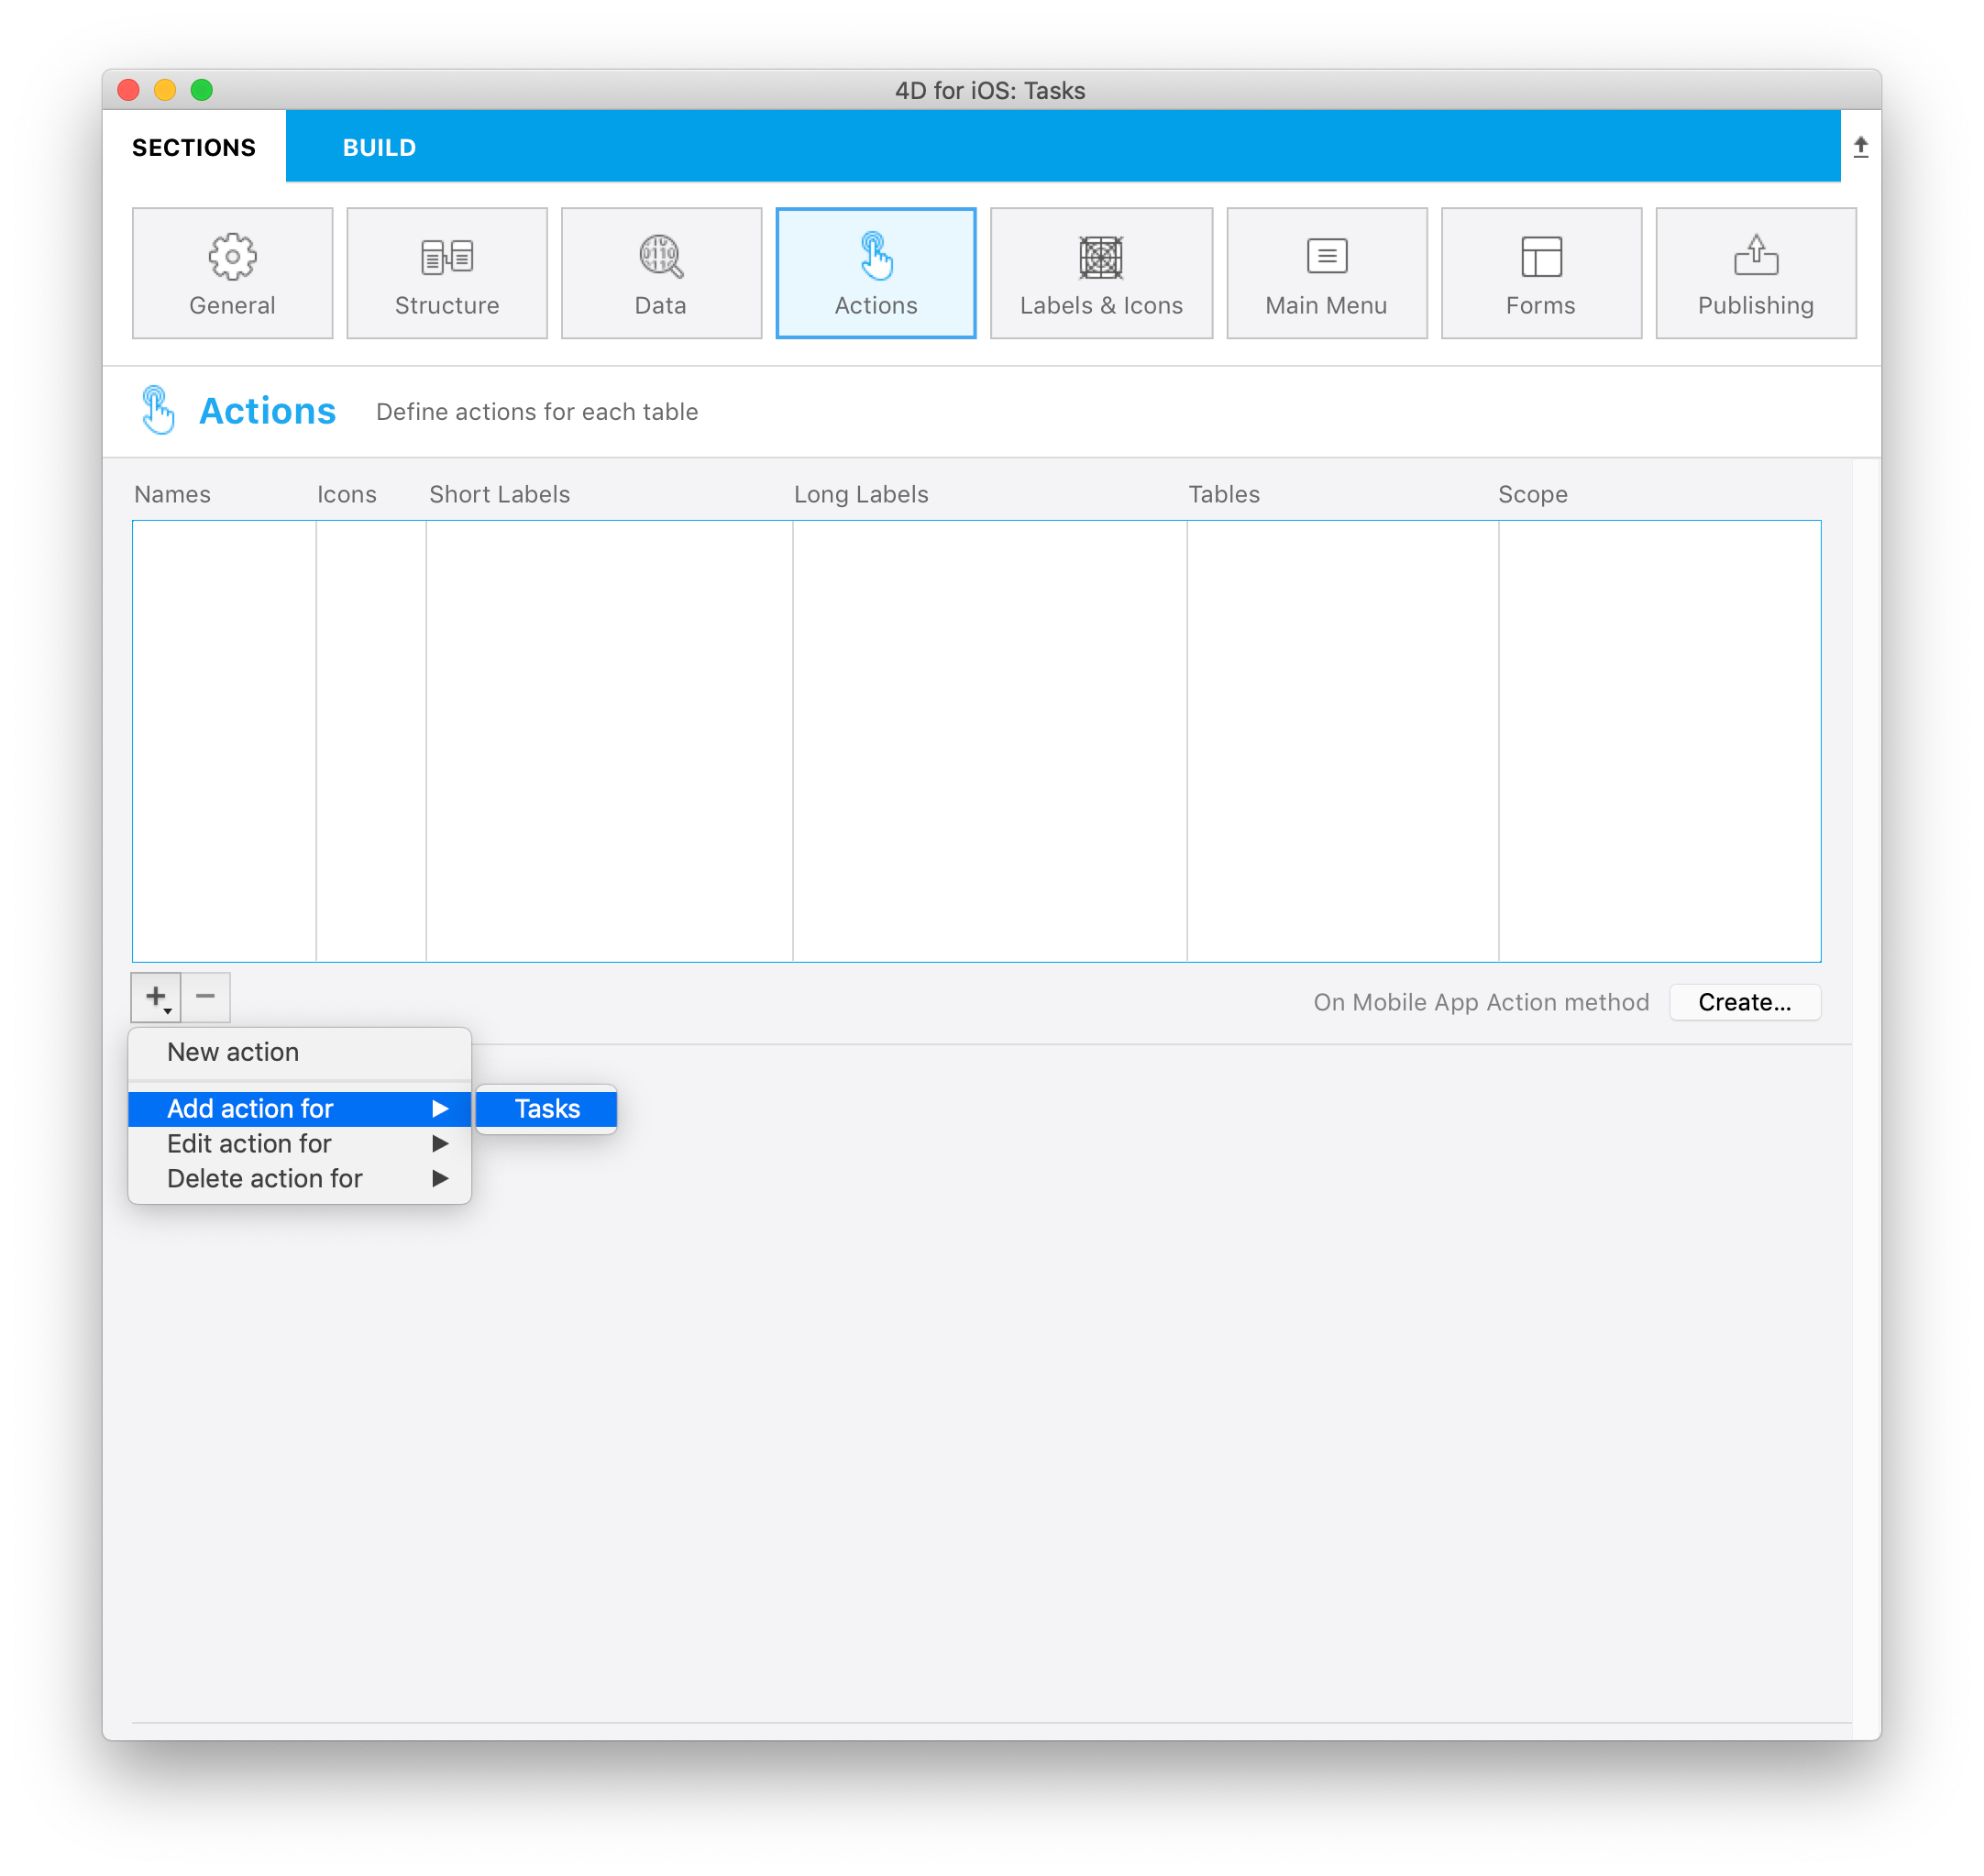 4D for iOS: Tasks
SECTIONS BUILD
General Structure Data Actions Labels & Icons Main Menu Forms Publishing
Actions Define actions for each table
Names Icons Short Labels Long Labels Tables Scope
On Mobile App Action method Create...
New action
Add action for Tasks
Edit action for
Delete action for